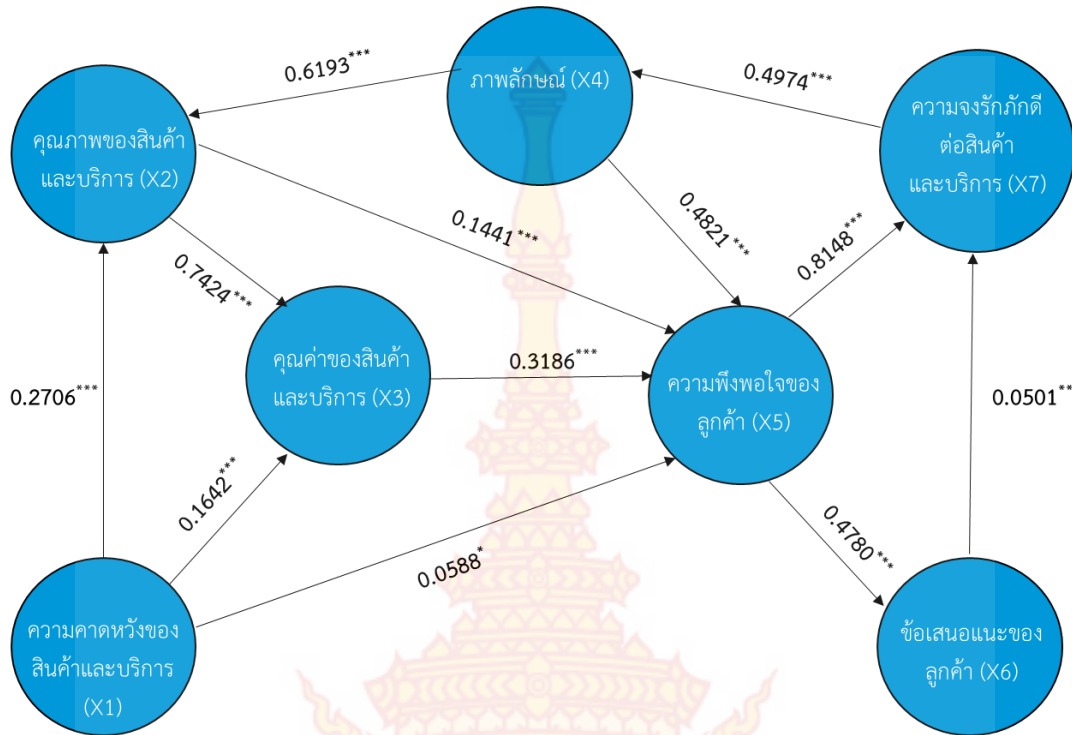 0.6193***
ภาพลักษณ์ (X4)
0.4974***
คุณภาพของสินค้า
และบริการ (X2)
ความจงรักภักดี
ต่อสินค้า
และบริการ (X7)
0.1441***
0.4821***
0.8148***
0.7424***
คุณค่าของสินค้า
และบริการ (X3)
0.3186***
ความพึงพอใจของ
ลูกค้า (X5)
0.2706***
0.0501**
0.1642***
0.0588*
0.4780***
ความคาดหวังของ
สินค้าและบริการ
(X1)
ข้อเสนอแนะของ
ลูกค้า (X6)